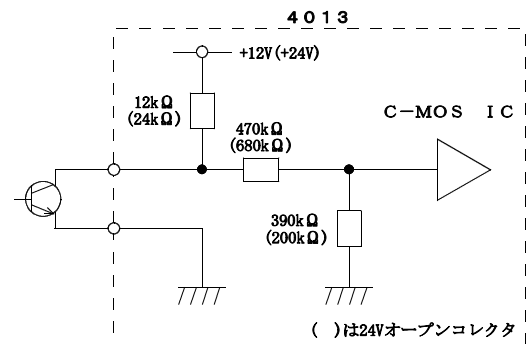 ４０１３
+12V(+24V)
12kΩ
(24kΩ)
470kΩ
(680kΩ)
Ｃ－ＭＯＳ　ＩＣ
390kΩ
(200kΩ)
(　)は24Vオープンコレクタ